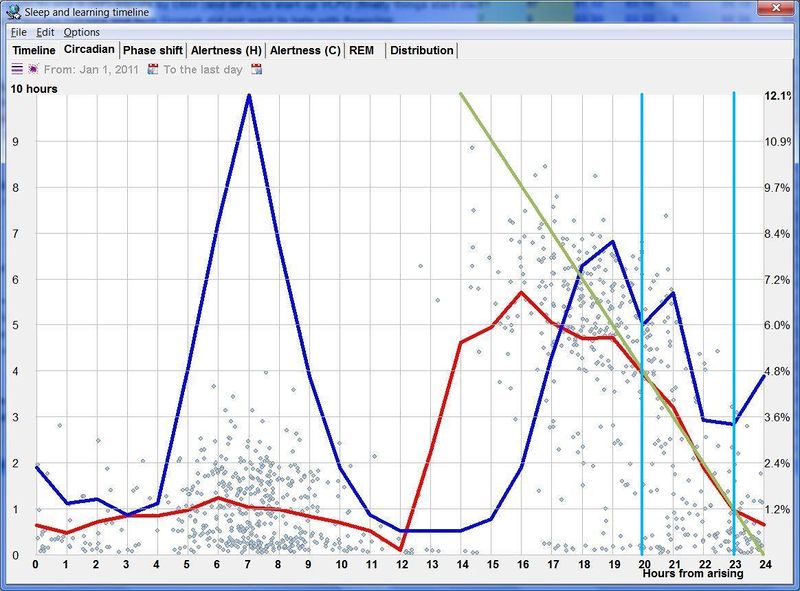 Sleep and learning timeline
File Edit Options
Timeline Circadian Phase shift Alertness (H) Alertness (C) REM Distribution
From: Jan 1, 2011 To the last day
10 hours
12.1%
9 10.9%
8 9.7%
7 8.4%
6 7.2%
5 6.0%
4 4.8%
3 3.6%
2 2.4%
1 1.2%
0
0 1 2 3 4 5 6 7 8 9 10 11 12 13 14 15 16 17 18 19 20 21 22 23 24
Hours from arising